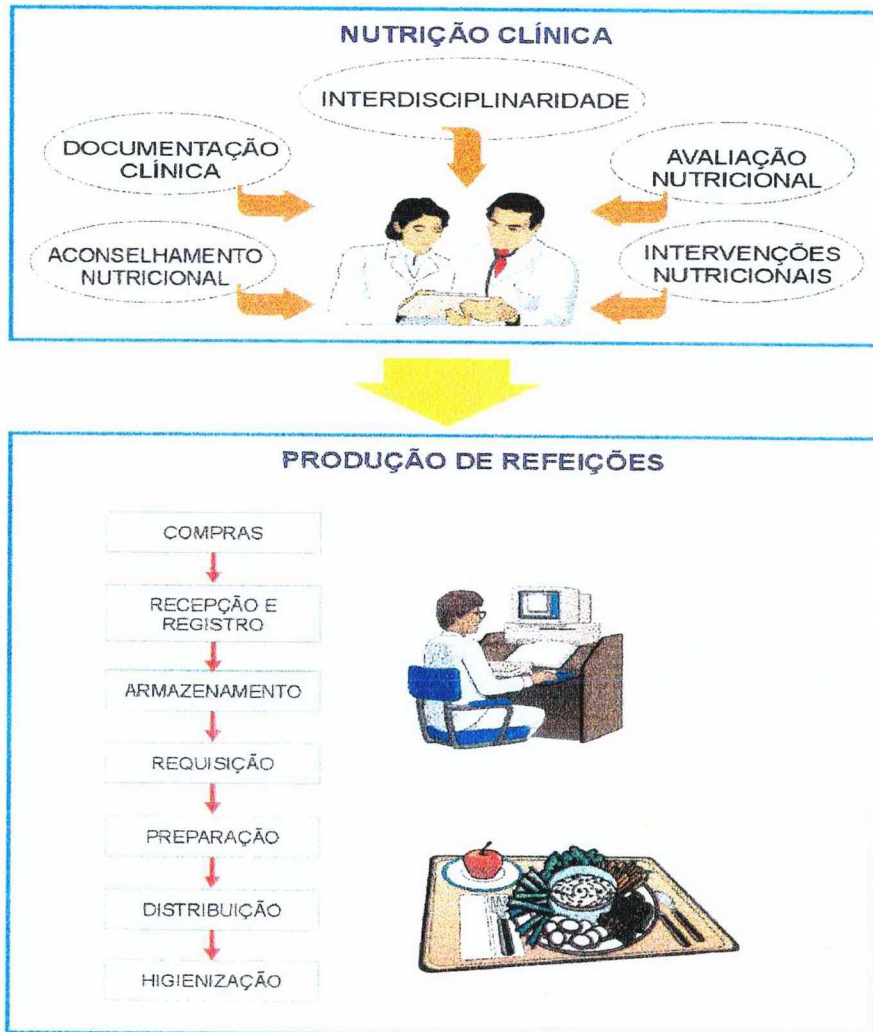 NUTRIÇÃO CLÍNICA
INTERDISCIPLINARIDADE
DOCUMENTAÇÃO
CLÍNICA
AVALIAÇÃO
NUTRICIONAL
ACONSELHAMENTO
NUTRICIONAL
INTERVENÇÕES
NUTRICIONAIS
PRODUÇÃO DE REFEIÇÕES
COMPRAS
RECEPÇÃO E
REGISTRO
ARMAZENAMENTO
REQUISIÇÃO
PREPARAÇÃO
DISTRIBUIÇÃO
HIGIENIZAÇÃO